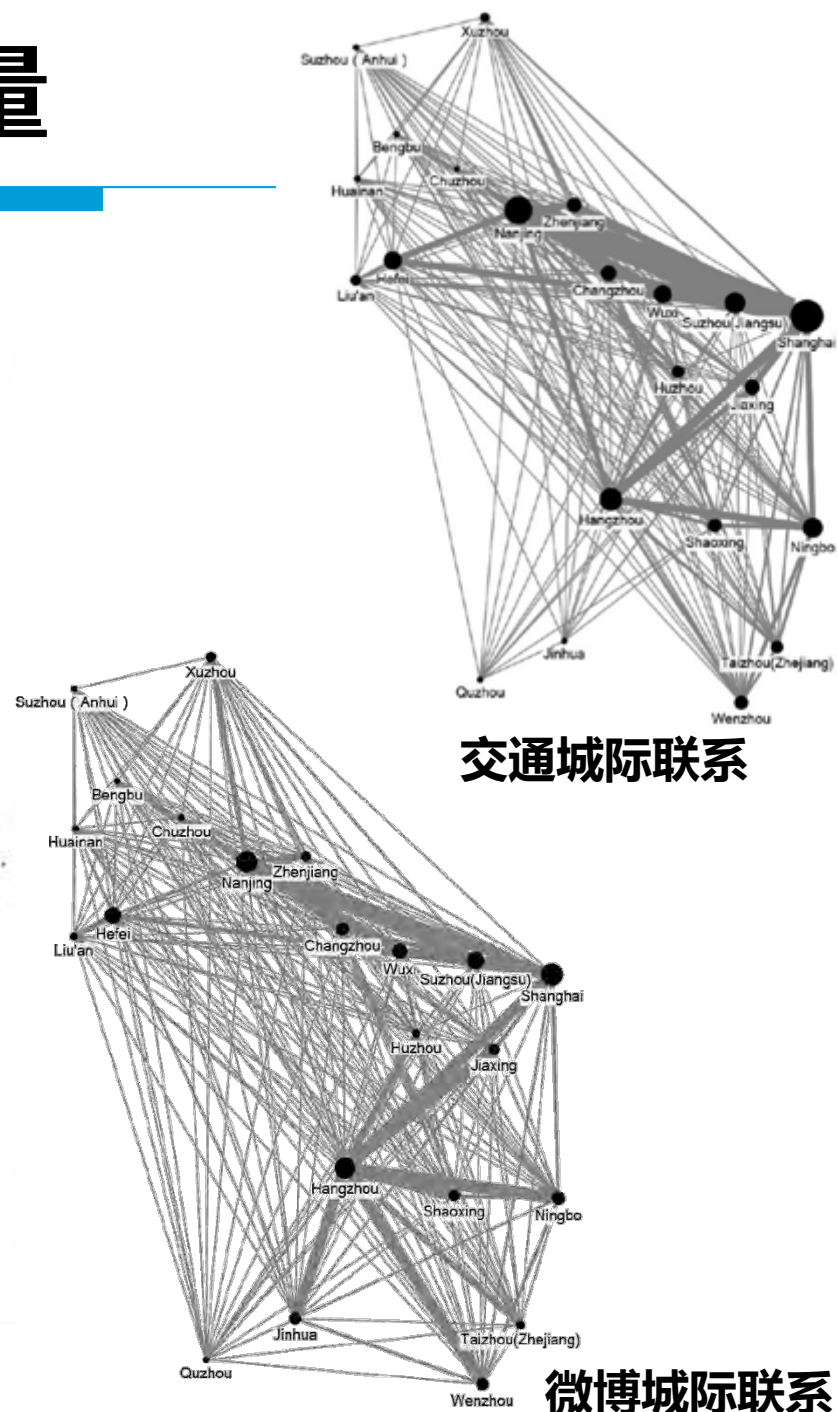 量
Xuzhou
Suzhou ( Anhui )
Bengbu
Chuzhou
Huainan
Zhenjiang
Nanjing
Hefei
Liu'an
Changzhou
Wuxi
Suzhou(Jiangsu)
Shanghai
Huzhou
Jiaxing
Hangzhou
Shaoxing
Ningbo
Jinhua
Taizhou(Zhejiang)
Quzhou
Wenzhou
交通城际联系
Xuzhou
Suzhou ( Anhui )
Bengbu
Chuzhou
Huainan
Zhenjiang
Nanjing
Hefei
Liu'an
Changzhou
Wuxi
Suzhou(Jiangsu)
Shanghai
Huzhou
Jiaxing
Hangzhou
Shaoxing
Ningbo
Jinhua
Taizhou(Zhejiang)
Quzhou
Wenzhou
微博城际联系